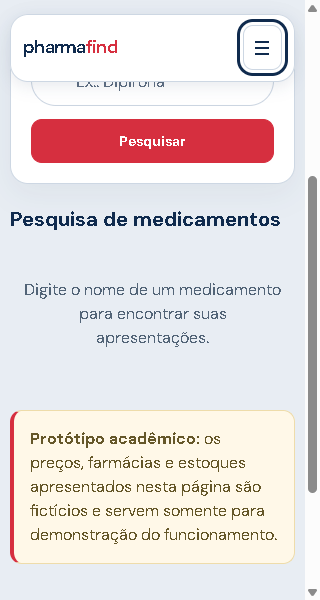 pharmafind
Ex.: Dipirona
Pesquisar
Pesquisa de medicamentos
Digite o nome de um medicamento
para encontrar suas
apresentações.
Protótipo acadêmico: os
preços, farmácias e estoques
apresentados nesta página são
fictícios e servem somente para
demonstração do funcionamento.